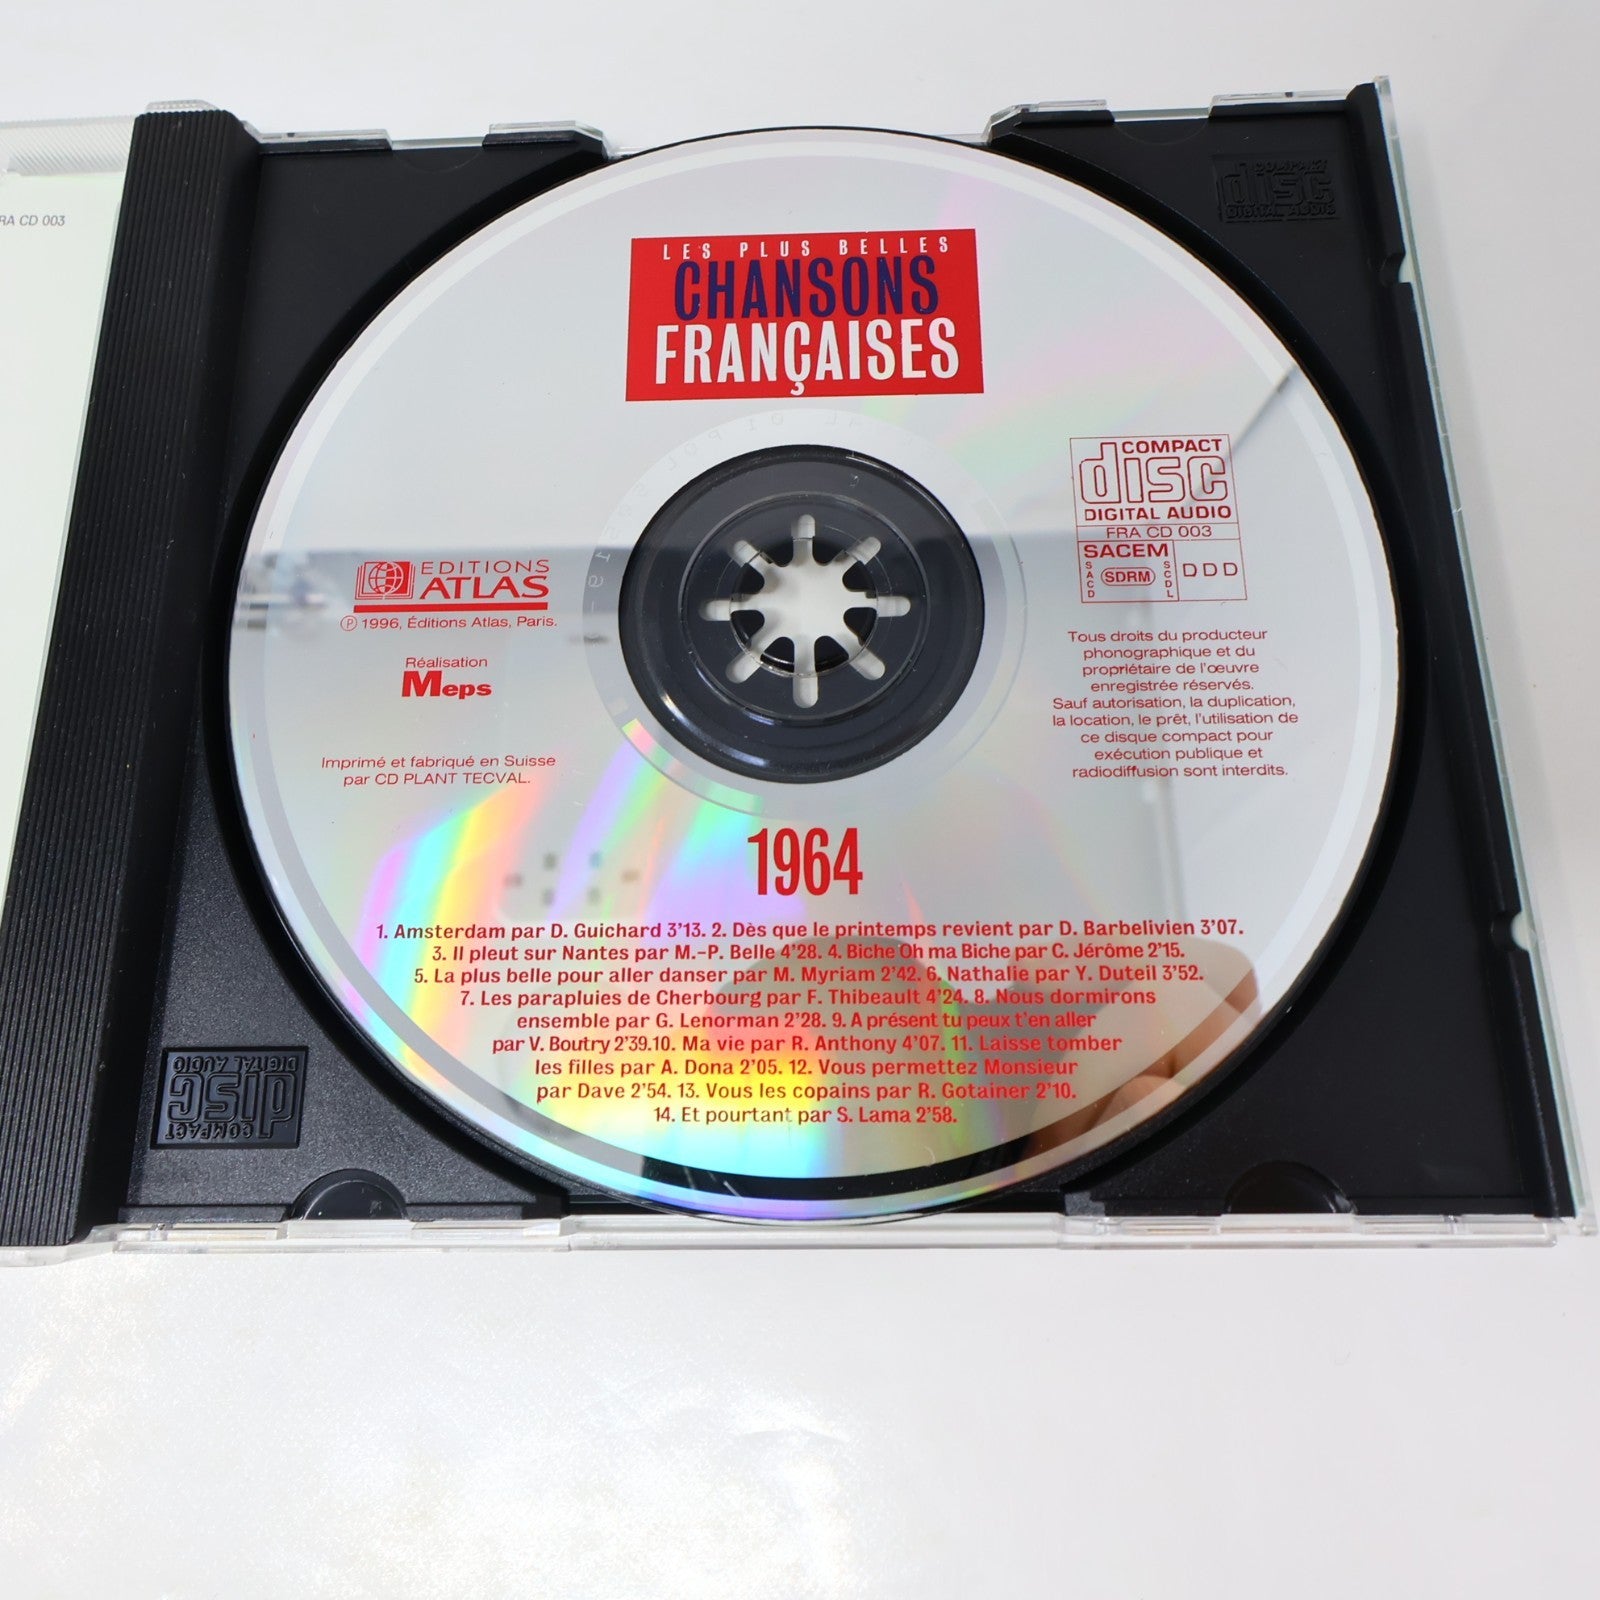 RA CD 003
COMPACT
disc
DIGITAL AUDIO
LES PLUS BELLES
CHANSONS
FRANÇAISES
COMPACT
disc
DIGITAL AUDIO
FRA CD 003
SACEM
SACD
SDRM
SCDL
DDD
EDITIONS
ATLAS
℗ 1996, Éditions Atlas, Paris.
Réalisation
Meps
Imprimé et fabriqué en Suisse
par CD PLANT TECVAL.
Tous droits du producteur
phonographique et du
propriétaire de l'œuvre
enregistrée réservés.
Sauf autorisation, la duplication,
la location, le prêt, l'utilisation de
ce disque compact pour
exécution publique et
radiodiffusion sont interdits.
1964
1. Amsterdam par D. Guichard 3'13. 2. Dès que le printemps revient par D. Barbelivien 3'07.
3. Il pleut sur Nantes par M.-P. Belle 4'28. 4. Biche Oh ma Biche par C. Jérôme 2'15.
5. La plus belle pour aller danser par M. Myriam 2'42. 6. Nathalie par Y. Duteil 3'52.
7. Les parapluies de Cherbourg par F. Thibeault 4'24. 8. Nous dormirons
ensemble par G. Lenorman 2'28. 9. A présent tu peux t'en aller
par V. Boutry 2'39.10. Ma vie par R. Anthony 4'07. 11. Laisse tomber
les filles par A. Dona 2'05. 12. Vous permettez Monsieur
par Dave 2'54. 13. Vous les copains par R. Gotainer 2'10.
14. Et pourtant par S. Lama 2'58.
COMPACT
disc
DIGITAL AUDIO